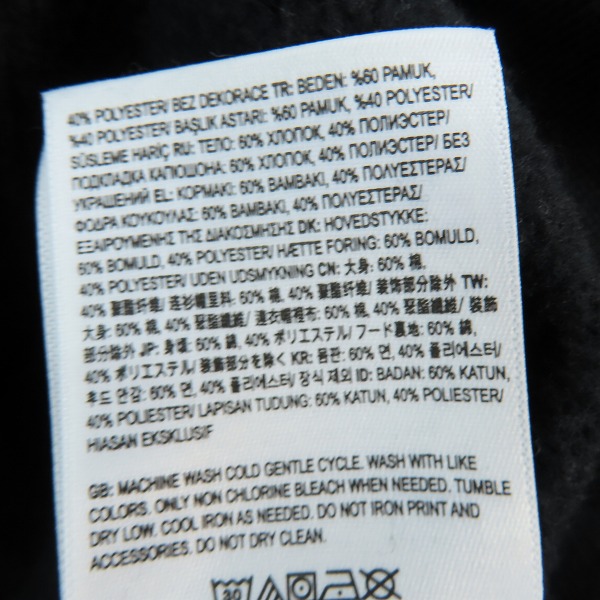 40% POLYESTER/ BEZ DEKORACE TR: BEDEN: %60 PAMUK,
%40 POLYESTER/ BAŞLIK ASTARI: %60 PAMUK, %40 POLYESTER/
SÜSLEME HARİÇ RU: ТЕЛО: 60% ХЛОПОК, 40% ПОЛИЭСТЕР/
ПОДКЛАДКА КАПЮШОНА: 60% ХЛОПОК, 40% ПОЛИЭСТЕР/ БЕЗ
УКРАШЕНИЙ EL: ΚΟΡΜΑΚΙ: 60% ΒΑΜΒΑΚΙ, 40% ΠΟΛΥΕΣΤΕΡΑΣ/
ΦΟΔΡΑ ΚΟΥΚΟΥΛΑΣ: 60% ΒΑΜΒΑΚΙ, 40% ΠΟΛΥΕΣΤΕΡΑΣ/
ΕΞΑΙΡΟΥΜΕΝΗΣ ΤΗΣ ΔΙΑΚΟΣΜΗΣΗΣ DK: HOVEDSTYKKE:
60% BOMULD, 40% POLYESTER/ HÆTTE FORING: 60% BOMULD,
40% POLYESTER/ UDEN UDSMYKNING CN: 大身: 60% 棉,
40% 聚酯纤维/ 连衫帽里料: 60% 棉, 40% 聚酯纤维/ 装饰部分除外 TW:
大身: 60% 棉, 40% 聚酯纖維/ 連衣帽裡布: 60% 棉, 40% 聚酯纖維/ 裝飾
部分除外 JP: 身頃: 60% 綿, 40% ポリエステル/ フード裏地: 60% 綿,
40% ポリエステル/装飾部分を除く KR: 몸판: 60% 면, 40% 폴리에스터/
후드 안감: 60% 면, 40% 폴리에스터/ 장식 제외 ID: BADAN: 60% KATUN,
40% POLIESTER/ LAPISAN TUDUNG: 60% KATUN, 40% POLIESTER/
HIASAN EKSKLUSIF
GB: MACHINE WASH COLD GENTLE CYCLE. WASH WITH LIKE
COLORS. ONLY NON CHLORINE BLEACH WHEN NEEDED. TUMBLE
DRY LOW. COOL IRON AS NEEDED. DO NOT IRON PRINT AND
ACCESSORIES. DO NOT DRY CLEAN.
30